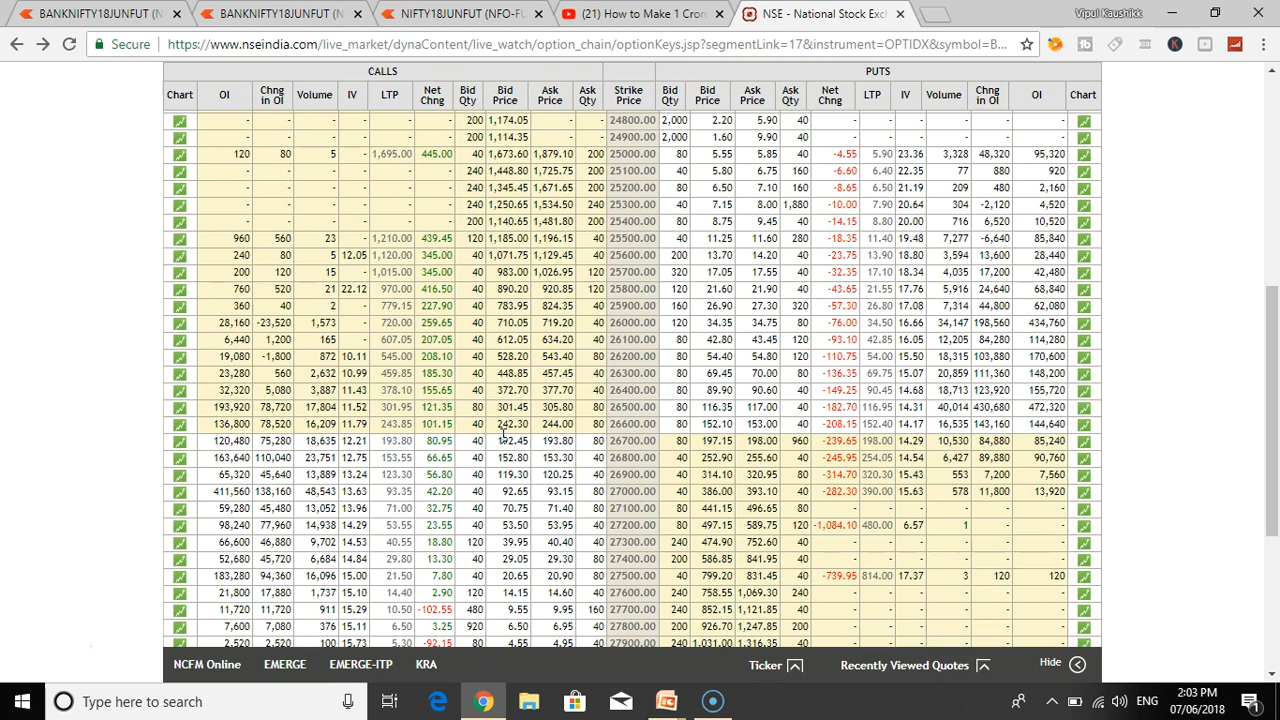 BANKNIFTY18JUNFUT (N
BANKNIFTY18JUNFUT (NFO
NIFTY18JUNFUT (NFO-FU
(21) How to Make 1 Crore
NSE - National Stock Exch
Vipul Kaushikk
Secure https://www.nseindia.com/live_market/dynaContent/live_watch/option_chain/optionKeys.jsp?segmentLink=17&instrument=OPTIDX&symbol=B...
CALLS PUTS
Chart OI Chng in OI Volume IV LTP Net Chng Bid Qty Bid Price Ask Price Ask Qty Strike Price Bid Qty Bid Price Ask Price Ask Qty Net Chng LTP IV Volume Chng in OI OI Chart
- - - - - - 200 1,174.05 - - 24800.00 2,000 2.20 5.90 40 - - - - - -
- - - - - - 200 1,114.35 - - 24900.00 2,000 1.60 9.90 40 - - - - - -
120 80 5 - 1,695.00 445.00 40 1,673.60 1,879.10 200 25000.00 80 5.55 5.85 40 -4.55 5.90 23.36 3,328 48,320 95,320
- - - - - - 240 1,448.80 1,725.75 200 25100.00 40 5.80 6.75 160 -6.60 6.40 22.35 77 880 920
- - - - - - 240 1,345.45 1,671.65 200 25200.00 80 6.50 7.10 160 -8.65 6.50 21.19 209 480 2,160
- - - - - - 240 1,250.65 1,534.50 240 25300.00 40 7.15 8.00 1,880 -10.00 7.90 20.64 304 -2,120 4,520
- - - - - - 200 1,140.65 1,481.80 200 25400.00 80 8.75 9.45 40 -14.15 8.80 20.00 716 6,520 10,520
960 560 23 - 1,210.00 439.45 120 1,185.00 1,196.15 40 25500.00 40 11.25 11.60 280 -18.35 11.40 19.48 7,277 -6,640 85,840
240 80 5 12.05 1,120.00 345.00 40 1,071.75 1,129.45 40 25600.00 200 13.70 14.20 40 -23.75 13.90 18.80 3,594 13,600 28,440
200 120 15 - 1,015.00 345.00 40 983.00 1,026.95 120 25700.00 320 17.05 17.55 40 -32.35 17.10 18.34 4,035 17,200 42,480
760 520 21 22.12 970.00 416.50 40 890.20 920.85 120 25800.00 120 21.60 21.90 40 -43.65 21.55 17.76 5,916 24,640 68,840
360 40 2 - 779.15 227.90 40 783.95 824.35 40 25900.00 160 26.90 27.30 320 -57.30 26.80 17.08 7,314 44,800 62,080
28,160 -23,520 1,573 - 720.00 259.65 40 710.05 719.20 40 26000.00 120 34.35 34.75 80 -76.00 34.50 16.66 34,147 198,560 434,760
6,440 1,200 165 - 607.05 207.05 40 612.05 634.20 40 26100.00 40 42.80 43.45 120 -93.10 42.85 16.05 12,205 84,280 114,280
19,080 -1,800 872 10.11 545.00 208.10 40 528.20 543.40 80 26200.00 80 54.40 54.80 120 -110.75 54.00 15.50 18,315 103,880 170,600
23,280 560 2,632 10.99 459.85 185.30 40 448.85 457.45 40 26300.00 80 69.45 70.00 80 -136.35 69.75 15.07 20,859 111,360 148,200
32,320 5,080 3,887 11.43 378.10 155.65 40 372.70 377.70 40 26400.00 80 89.90 90.60 40 -149.25 90.45 14.68 18,713 123,920 155,720
193,920 78,720 17,804 11.52 301.95 121.35 80 301.45 305.80 80 26500.00 80 116.35 117.00 40 -182.70 116.95 14.31 40,014 430,680 472,320
136,800 78,520 16,209 11.79 243.85 101.15 40 242.30 244.00 80 26600.00 80 152.10 153.00 40 -208.15 152.40 14.17 16,535 143,160 144,640
120,480 75,280 18,635 12.21 193.80 80.95 40 192.45 193.80 40 26700.00 80 197.15 198.00 960 -239.65 198.00 14.29 10,530 84,880 85,240
163,640 110,040 23,751 12.75 153.55 66.65 40 152.80 153.30 40 26800.00 40 252.90 255.60 40 -245.95 254.05 14.54 6,427 89,880 90,760
65,320 45,640 13,889 13.24 123.30 56.80 40 119.30 120.25 40 26900.00 40 314.10 320.95 80 -314.70 320.30 15.43 553 7,200 7,560
411,560 138,160 48,543 13.63 93.35 42.20 40 92.65 93.15 80 27000.00 40 386.00 393.10 40 -282.30 390.00 15.63 578 11,800 13,920
59,280 45,480 13,052 13.96 71.00 32.75 40 70.75 71.40 80 27100.00 80 441.15 496.65 80 - - - - - -
98,240 77,960 14,938 14.29 53.55 23.55 40 53.50 53.95 40 27200.00 80 497.15 589.75 120 -1,084.10 480.00 6.57 1 - -
66,600 46,880 9,702 14.53 40.55 18.80 120 39.95 40.40 40 27300.00 240 474.90 752.60 40 - - - - - -
52,680 45,720 6,684 14.84 29.80 13.30 40 29.05 29.30 80 27400.00 200 586.85 841.95 40 - - - - - -
183,280 94,360 16,096 15.00 21.50 7.80 40 20.65 20.90 80 27500.00 40 799.20 831.45 40 -739.95 814.00 17.37 3 120 120
21,800 17,880 1,737 15.10 14.40 2.90 120 14.15 14.60 40 27600.00 240 758.55 1,069.30 240 - - - - - -
11,720 11,720 911 15.29 10.50 -102.55 480 9.55 9.95 160 27700.00 240 852.15 1,121.85 40 - - - - - -
7,600 7,080 376 15.11 6.50 3.25 920 6.50 6.95 40 27800.00 200 926.70 1,247.85 200 - - - - - -
2,520 2,520 100 15.73 5.30 -92.15 80 4.55 4.95 40 27900.00 240 1,031.00 1,316.35 40 - - - - - -
NCFM Online EMERGE EMERGE-ITP KRA Ticker Recently Viewed Quotes Hide
Type here to search
ENG
2:03 PM
07/06/2018
1